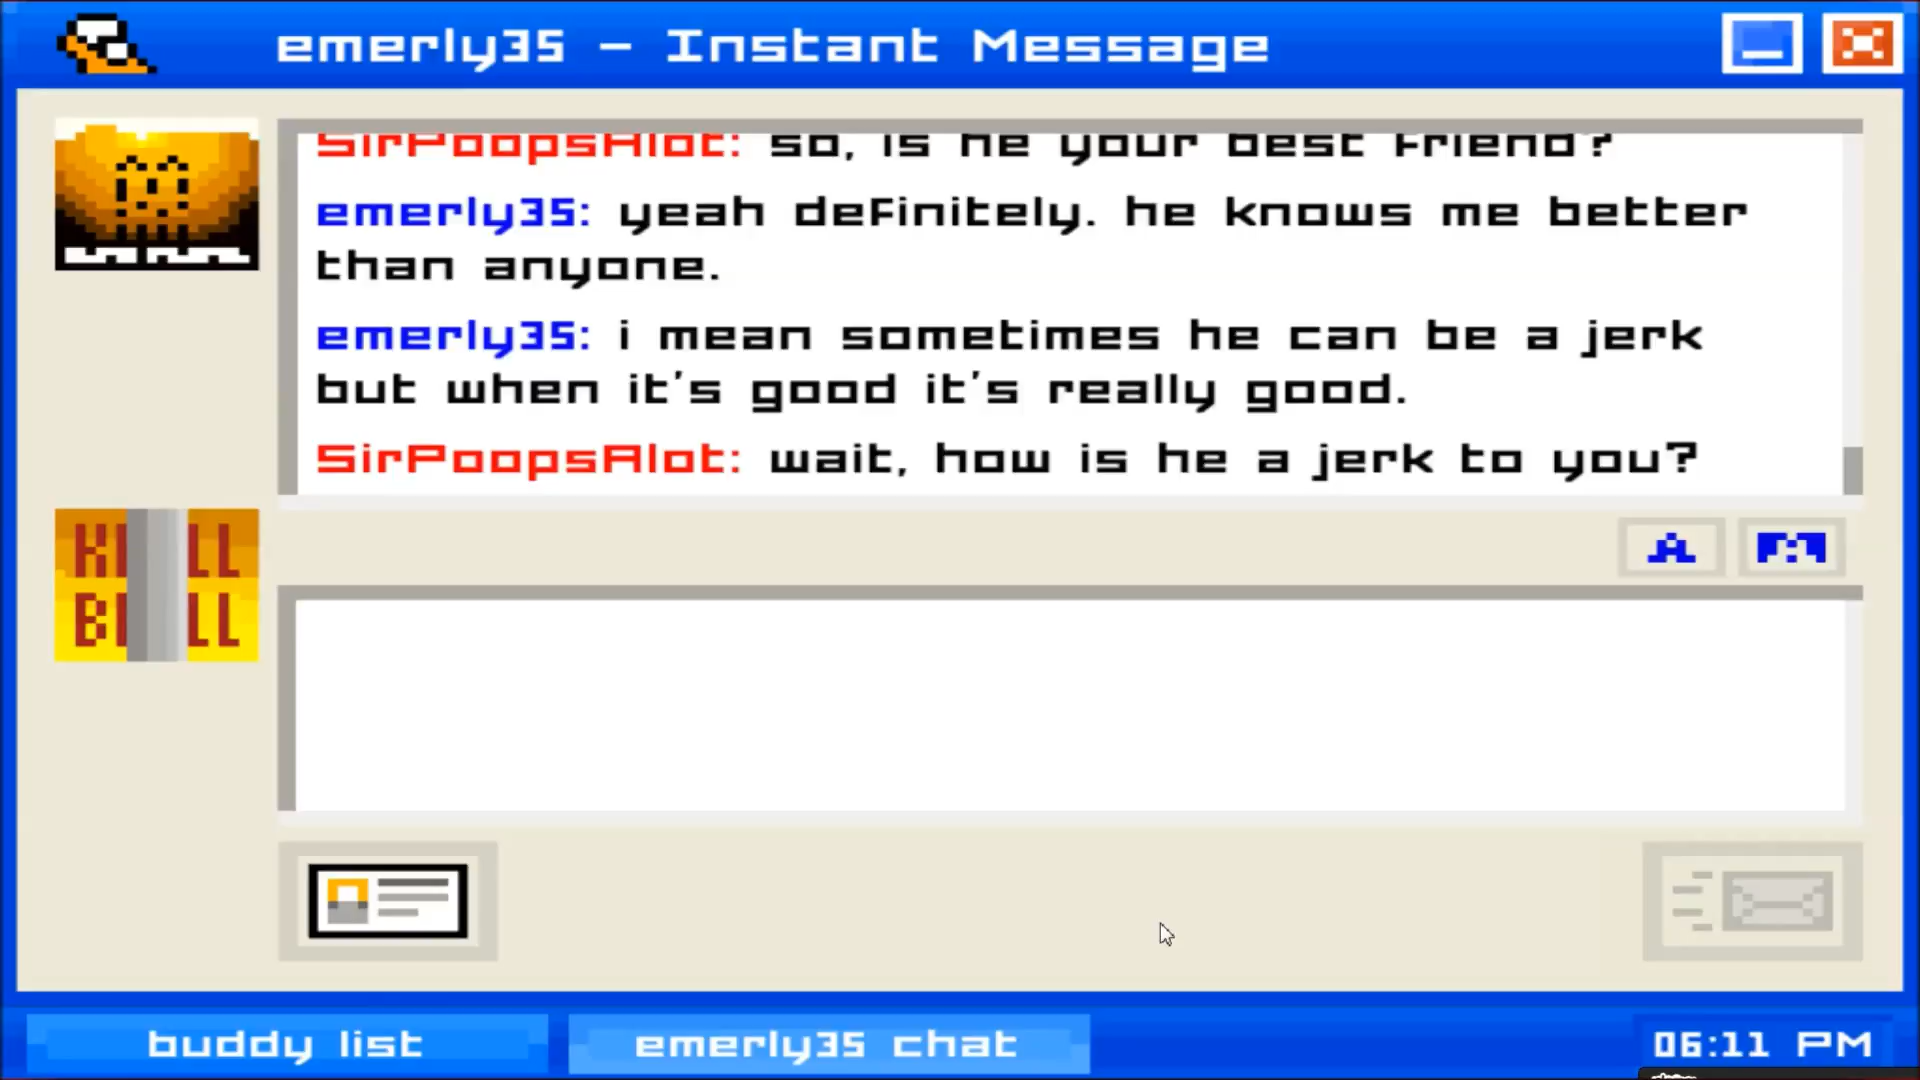 emerly35 - Instant Message
SirPoopsAlot: so, is he your best friend?
emerly35: yeah definitely. he knows me better
than anyone.
emerly35: i mean sometimes he can be a jerk
but when it's good it's really good.
SirPoopsAlot: wait, how is he a jerk to you?
KILL
BILL
A
A
buddy list
emerly35 chat
06:11 PM